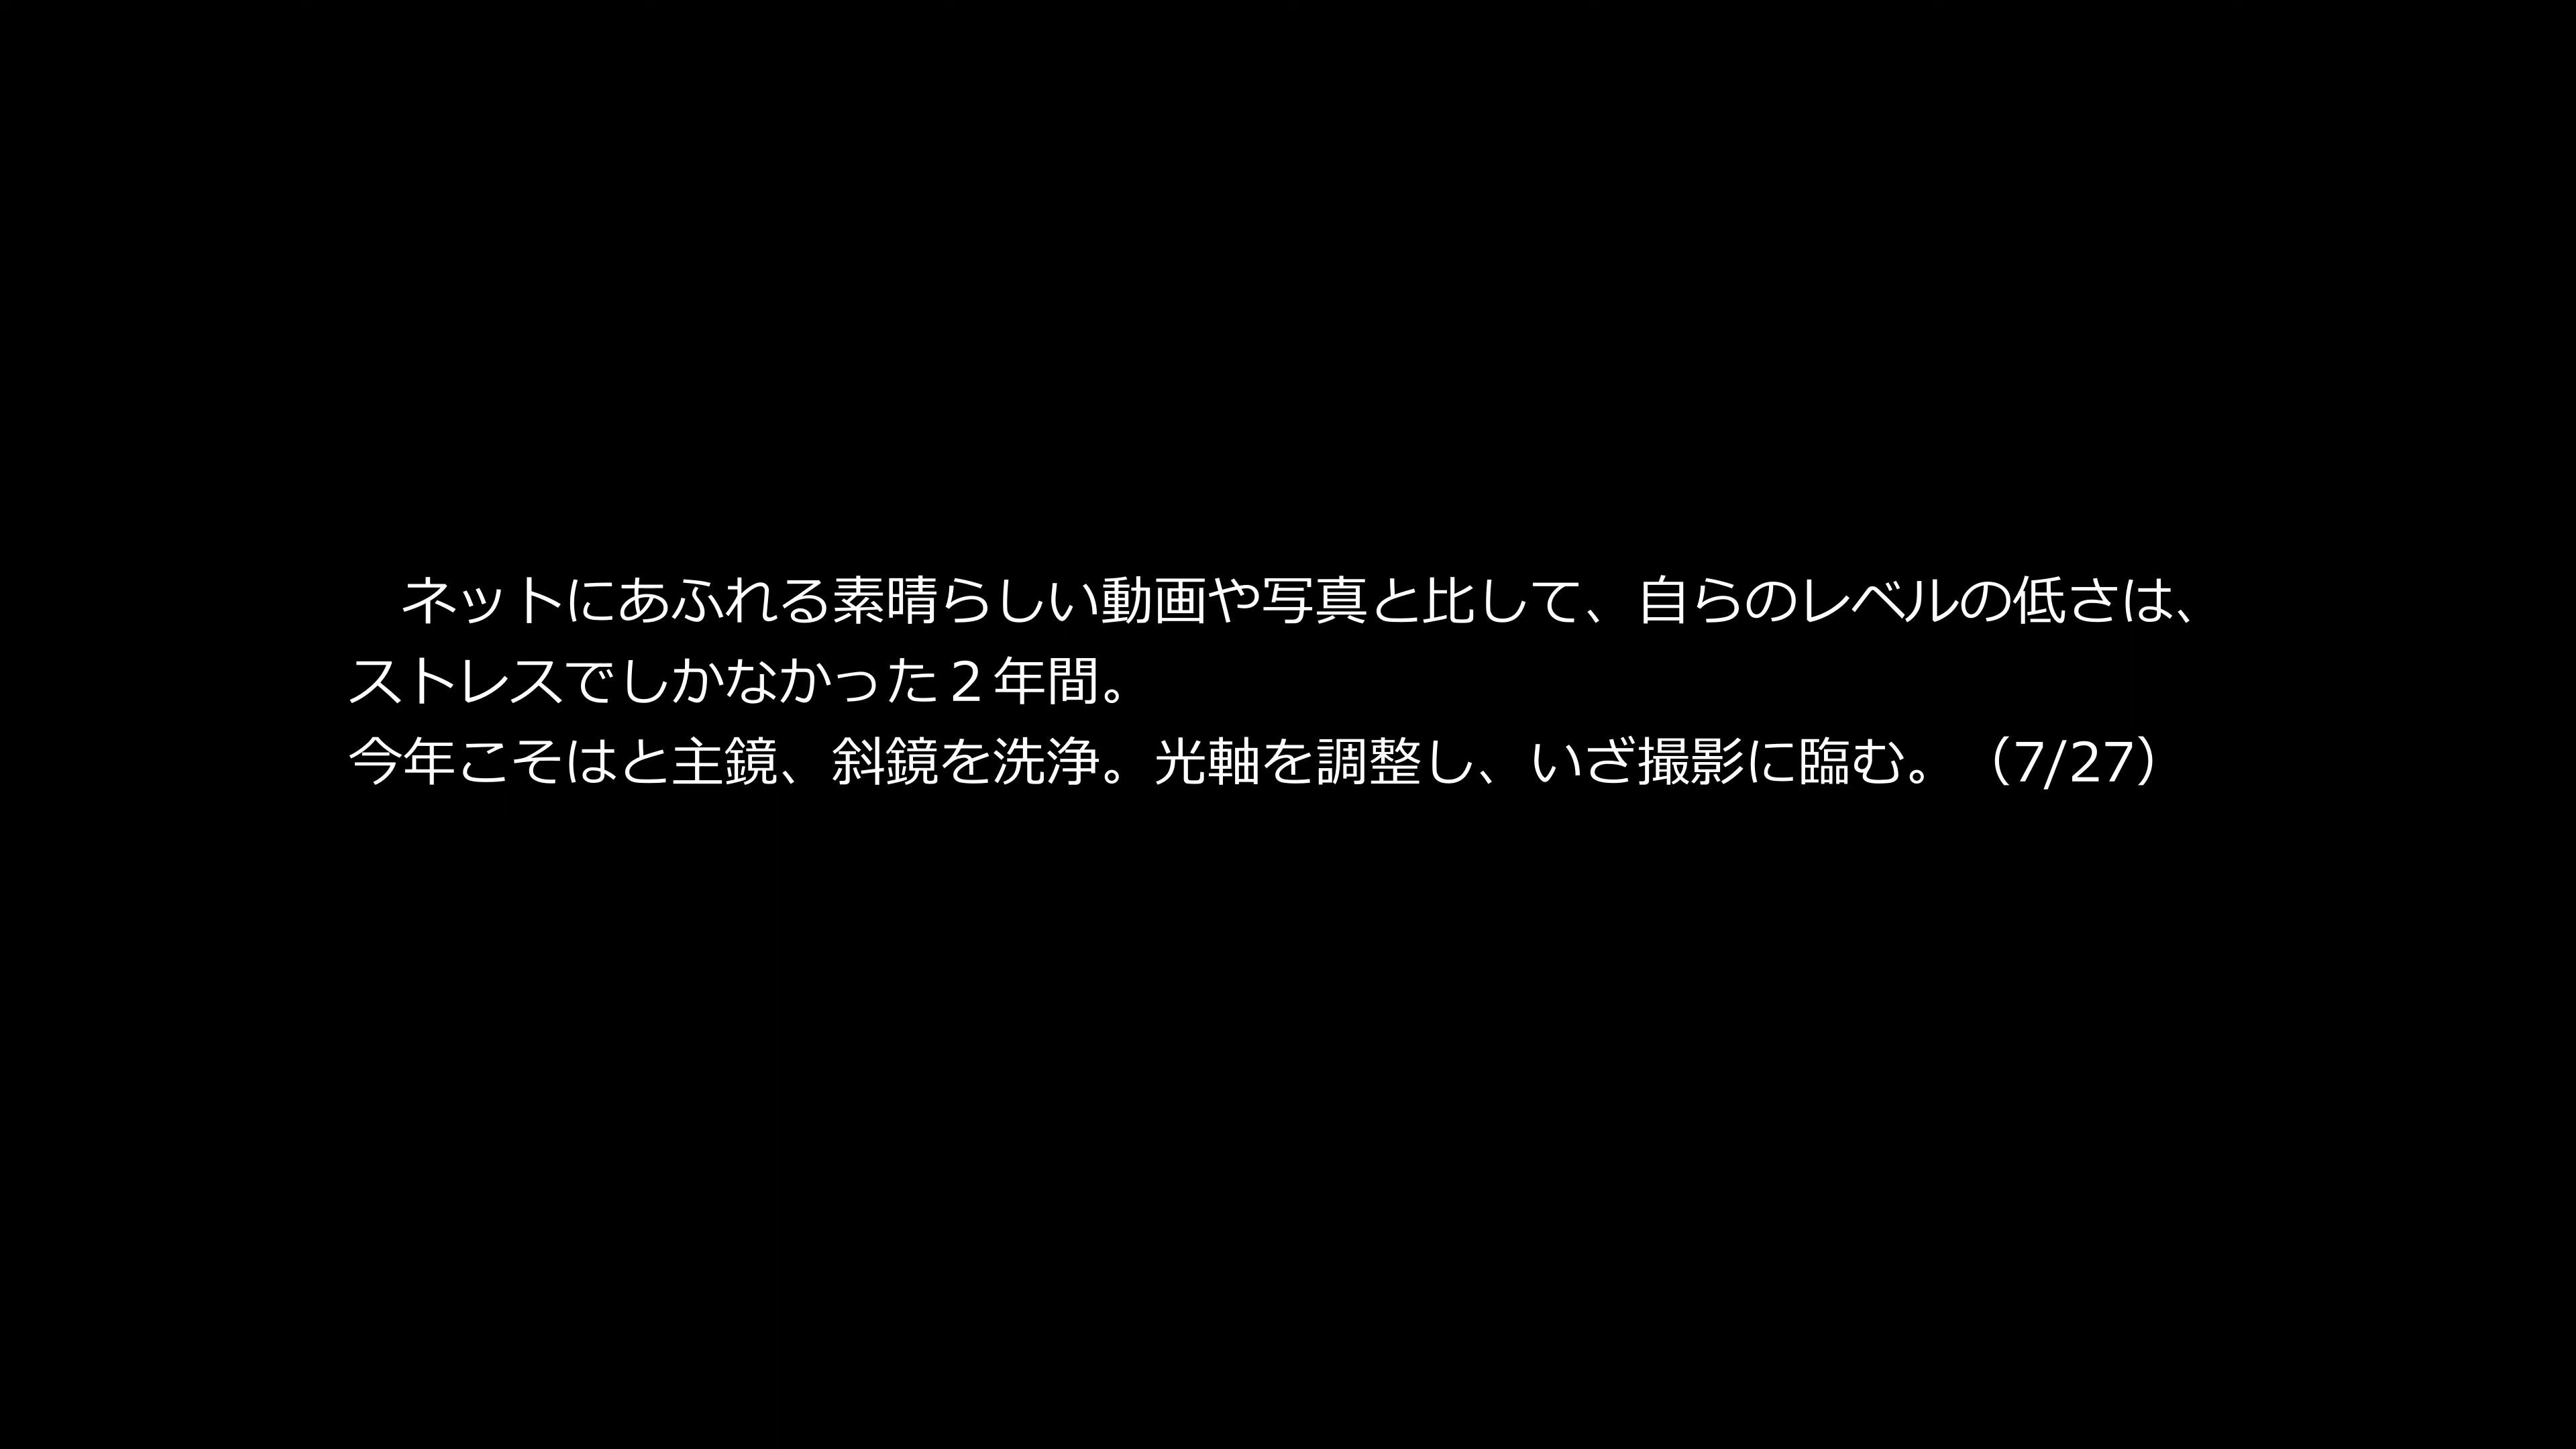 ネットにあふれる素晴らしい動画や写真と比して、自らのレベルの低さは、
ストレスでしかなかった２年間。
今年こそはと主鏡、斜鏡を洗浄。光軸を調整し、いざ撮影に臨む。（7/27）